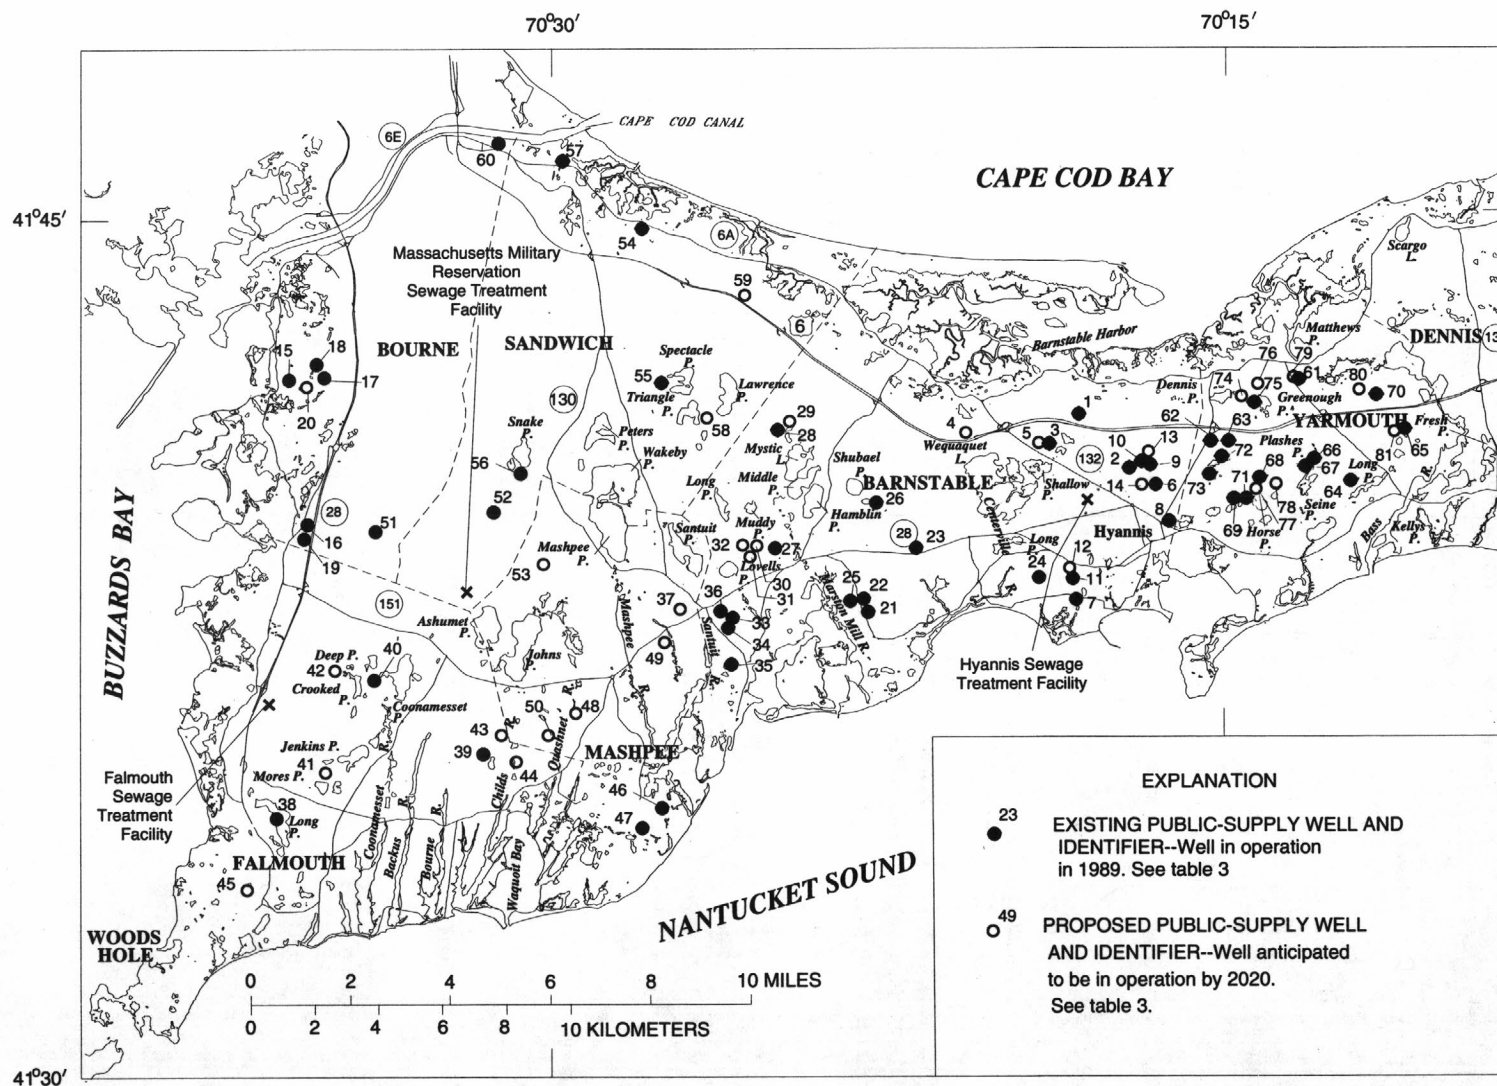 70°30′
70°15′
6E
CAPE COD CANAL
60
57
CAPE COD BAY
41°45′
54
6A
Scargo
L.
Massachusetts Military
Reservation
Sewage Treatment
Facility
59
6
Barnstable Harbor
Matthews
P.
DENNIS
13
15
18
BOURNE
SANDWICH
Spectacle
P.
55
Triangle
P.
Lawrence
P.
17
20
130
Dennis
P.
74
76
79
75
61
Greenough
P.
80
70
1
62
63
YARMOUTH
Fresh
P.
58
29
28
4
5
3
Wequaquet
L.
10
13
2
9
132
Snake
P.
Peters
P.
Mystic
L.
Wakeby
P.
Middle
P.
Shubael
P.
BARNSTABLE
Shallow
P.
14
6
72
73
Plashes
P.
68
71
66
67
Long
P.
81
65
64
56
52
Long
P.
26
Hamblin
P.
Centerville
R.
8
Hyannis
69
Horse
P.
78
77
Seine
P.
Bass
R.
Kellys
P.
BUZZARDS BAY
28
51
16
19
Santuit
P.
Muddy
P.
32
27
Lovells
P.
28
23
Long
P.
24
12
11
7
Mashpee
P.
53
30
31
25
22
21
Marston Mill R.
151
Ashumet
P.
Mashpee
R.
37
36
33
34
35
Santuit
R.
49
Johns
P.
Hyannis Sewage
Treatment Facility
Deep P.
42
40
Crooked
P.
Coonamesset
P.
43
R.
50
R.
48
39
44
Quashnet
MASHPEE
Jenkins P.
41
Mores P.
Falmouth
Sewage
Treatment
Facility
38
Long
P.
Coonamesset
R.
Backus
R.
Bourne
R.
Childs
Waquoit Bay
46
47
FALMOUTH
45
NANTUCKET SOUND
WOODS
HOLE
0 2 4 6 8 10 MILES
0 2 4 6 8 10 KILOMETERS
41°30′
EXPLANATION
23
EXISTING PUBLIC-SUPPLY WELL AND
IDENTIFIER--Well in operation
in 1989. See table 3
49
PROPOSED PUBLIC-SUPPLY WELL
AND IDENTIFIER--Well anticipated
to be in operation by 2020.
See table 3.